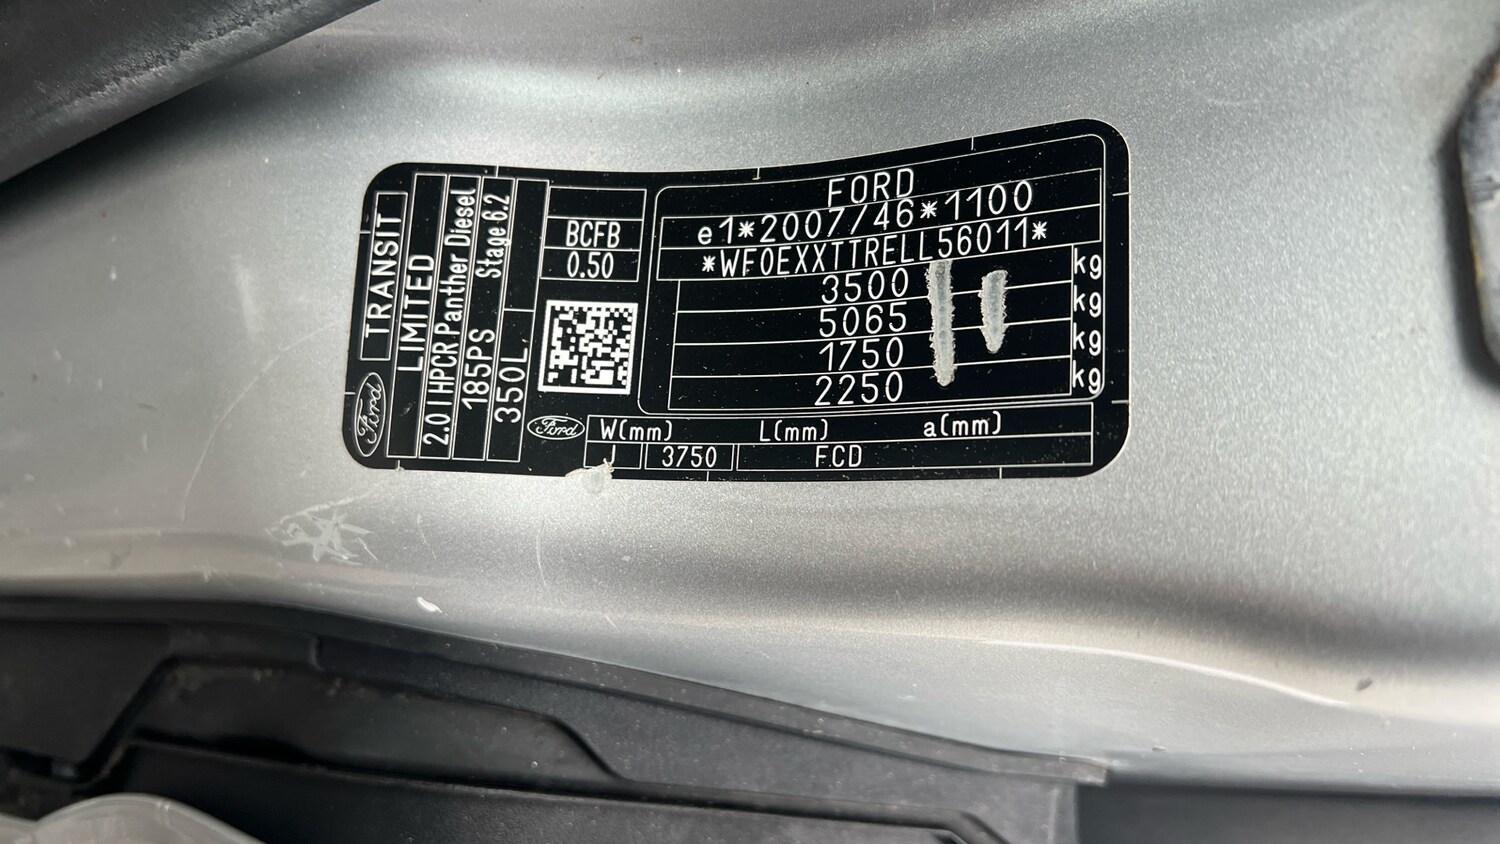 TRANSIT
LIMITED
2.0 l HPCR Panther Diesel
185PS Stage 6.2
350L
Ford
BCFB
0.50
Ford
FORD
e1*2007/46*1100
*WF0EXXTTRELL56011*
3500 kg
5065 kg
1750 kg
2250 kg
W(mm) L(mm) a(mm)
J 3750 FCD